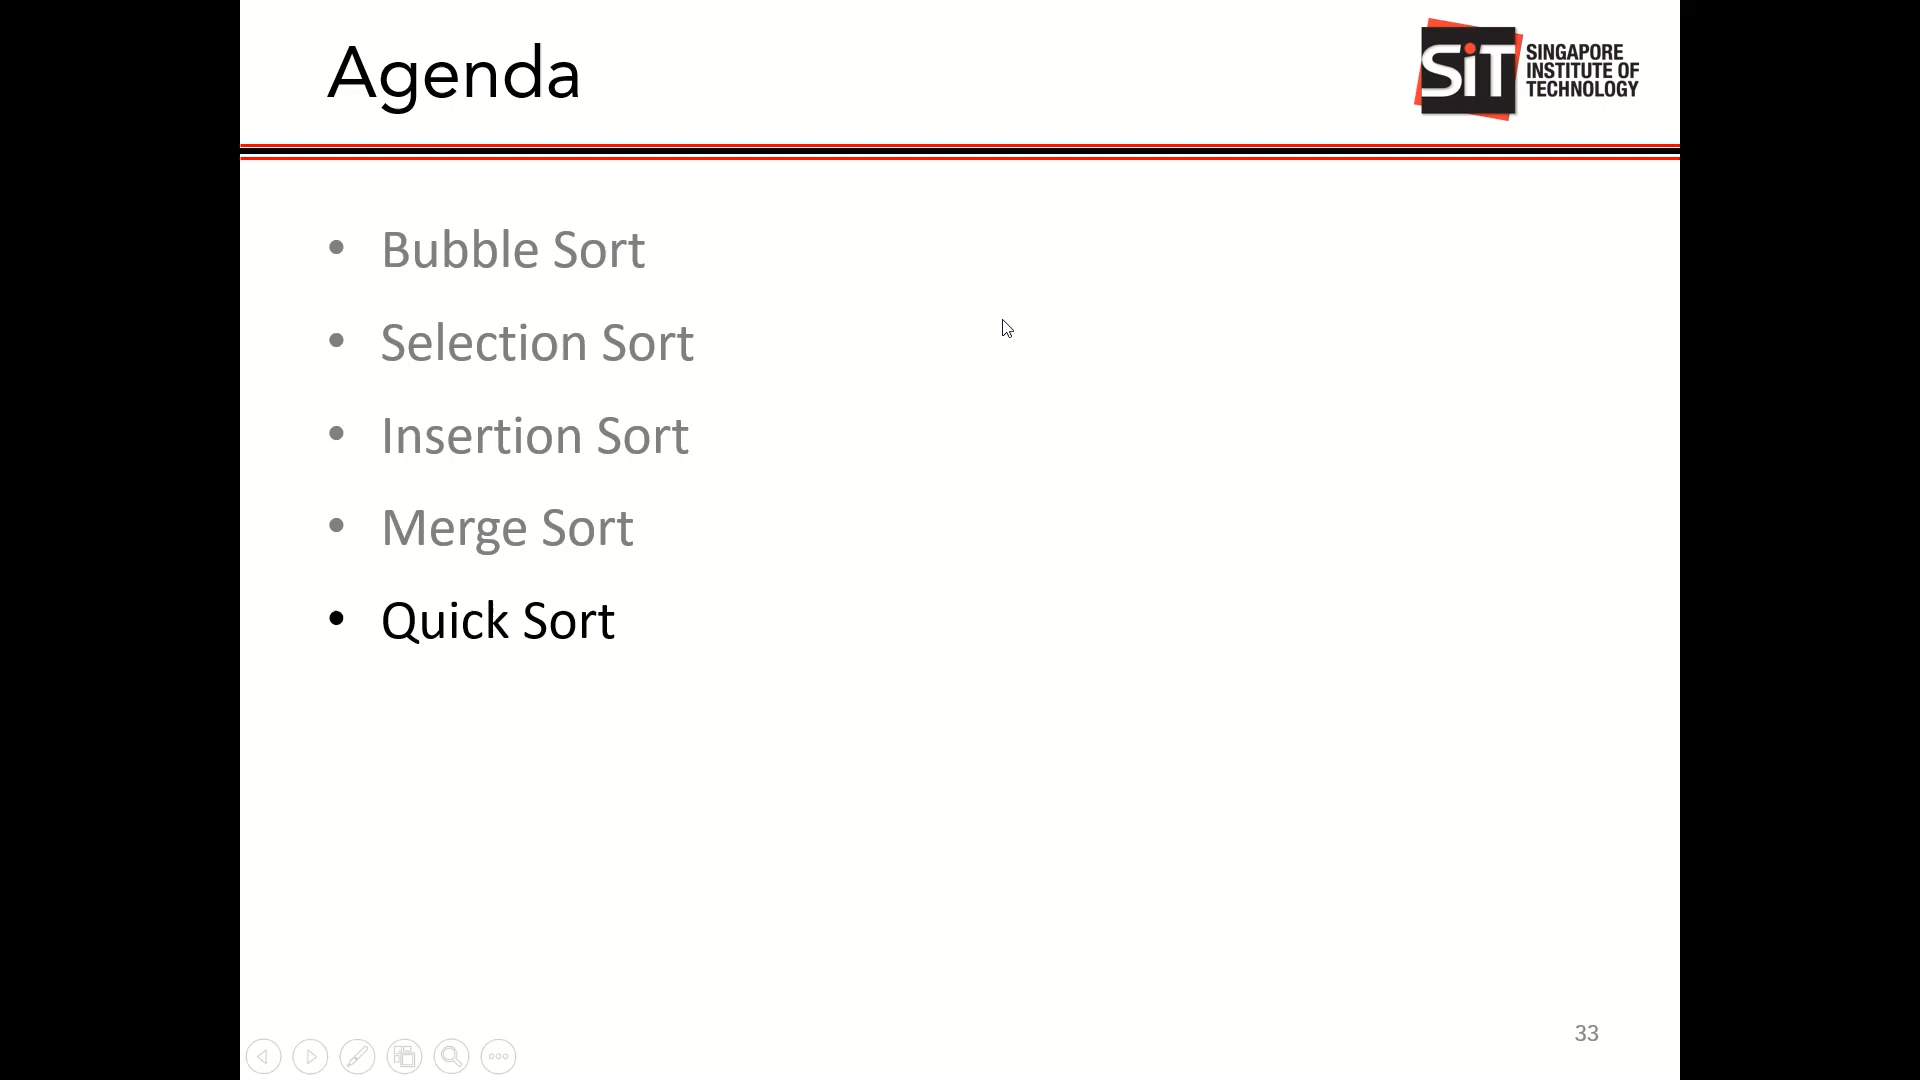 Agenda
SiT
SINGAPORE
INSTITUTE OF
TECHNOLOGY
• Bubble Sort
• Selection Sort
• Insertion Sort
• Merge Sort
• Quick Sort
33